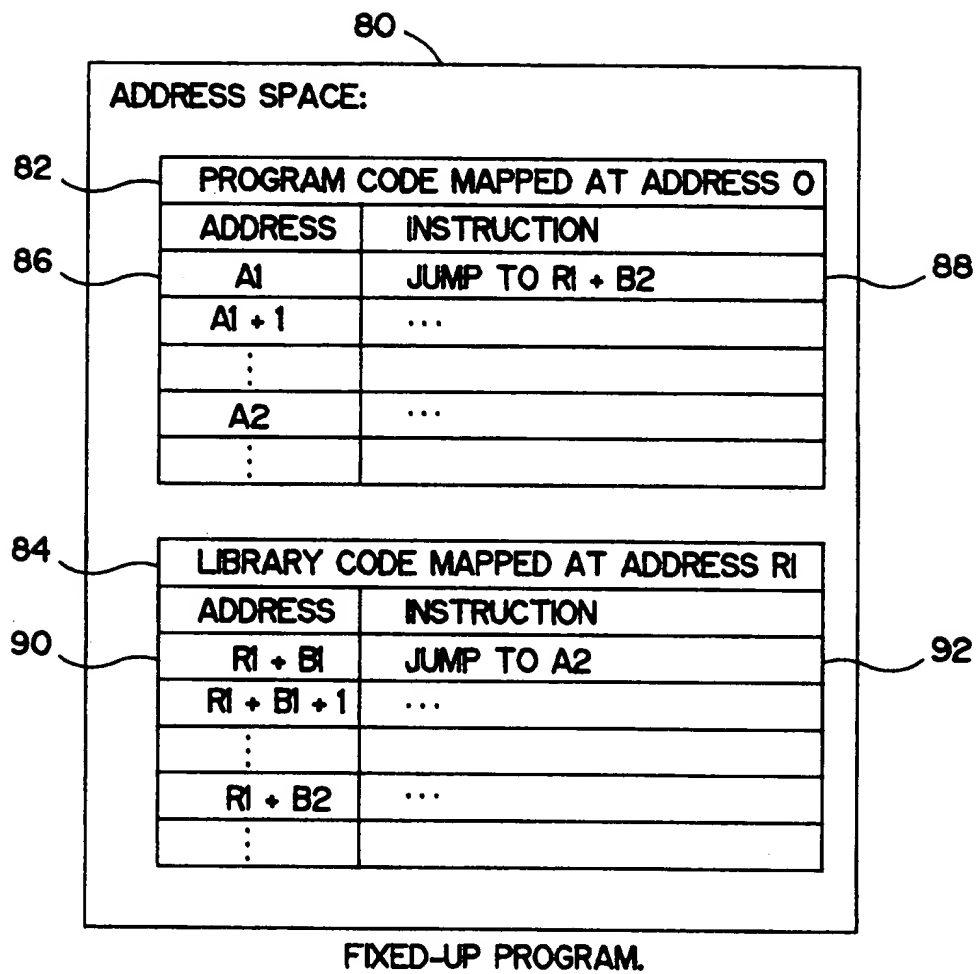 80
ADDRESS SPACE:
82
PROGRAM CODE MAPPED AT ADDRESS 0
ADDRESS INSTRUCTION
86 A1 JUMP TO R1 + B2 88
A1 + 1 ...
⋮
A2 ...
⋮
84
LIBRARY CODE MAPPED AT ADDRESS R1
ADDRESS INSTRUCTION
90 R1 + B1 JUMP TO A2 92
R1 + B1 + 1 ...
⋮
R1 + B2 ...
⋮
FIXED-UP PROGRAM.